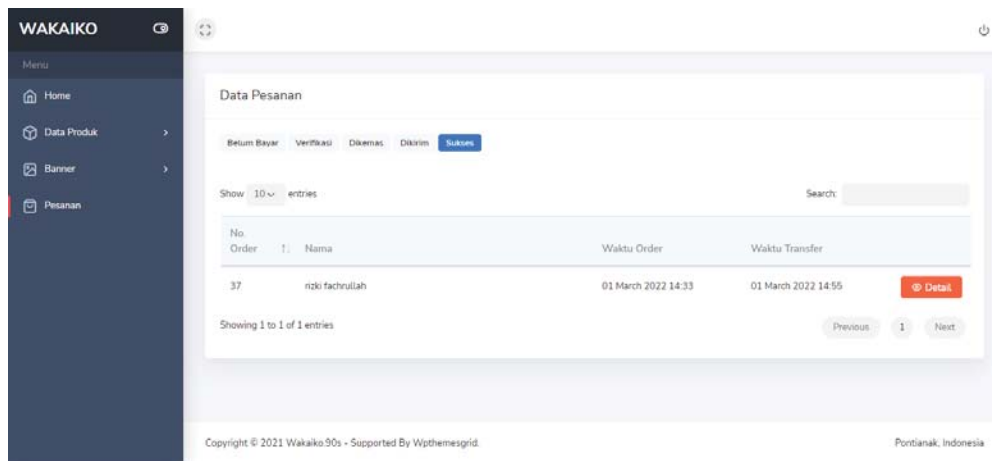 WAKAIKO
Menu
Home
Data Produk
Banner
Pesanan
Data Pesanan
Belum Bayar Verifikasi Dikemas Dikirim Sukses
Show 10 entries Search:
No. Order Nama Waktu Order Waktu Transfer
37 rizki fachrullah 01 March 2022 14:33 01 March 2022 14:55 Detail
Showing 1 to 1 of 1 entries Previous 1 Next
Copyright © 2021 Wakaiko.90s - Supported By Wpthemesgrid. Pontianak, Indonesia